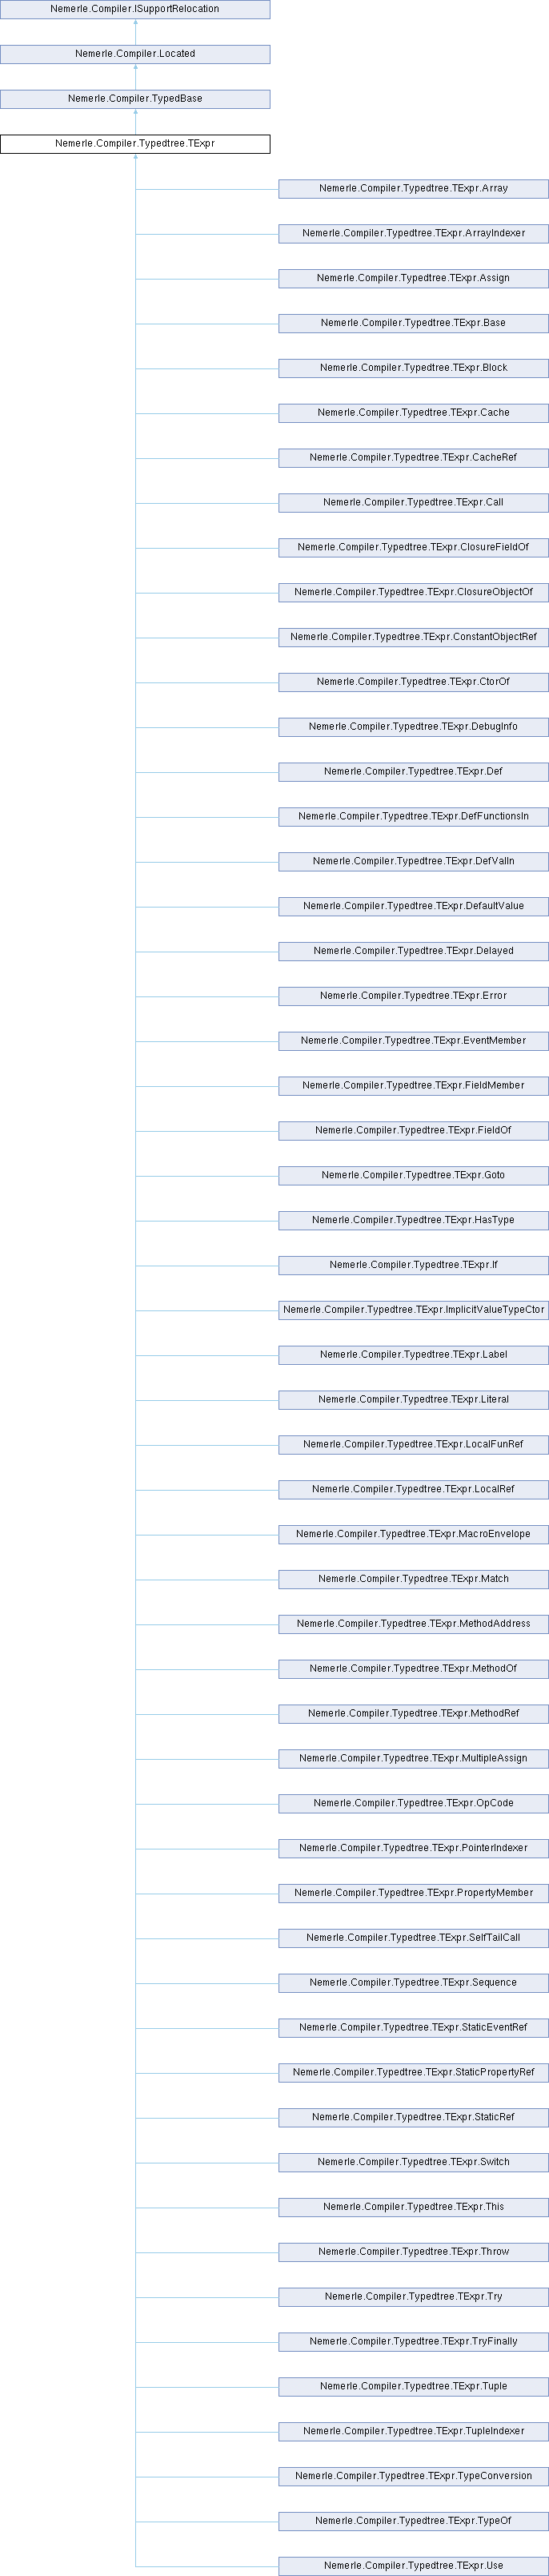 Nemerle.Compiler.ISupportRelocation
Nemerle.Compiler.Located
Nemerle.Compiler.TypedBase
Nemerle.Compiler.Typedtree.TExpr
Nemerle.Compiler.Typedtree.TExpr.Array
Nemerle.Compiler.Typedtree.TExpr.ArrayIndexer
Nemerle.Compiler.Typedtree.TExpr.Assign
Nemerle.Compiler.Typedtree.TExpr.Base
Nemerle.Compiler.Typedtree.TExpr.Block
Nemerle.Compiler.Typedtree.TExpr.Cache
Nemerle.Compiler.Typedtree.TExpr.CacheRef
Nemerle.Compiler.Typedtree.TExpr.Call
Nemerle.Compiler.Typedtree.TExpr.ClosureFieldOf
Nemerle.Compiler.Typedtree.TExpr.ClosureObjectOf
Nemerle.Compiler.Typedtree.TExpr.ConstantObjectRef
Nemerle.Compiler.Typedtree.TExpr.CtorOf
Nemerle.Compiler.Typedtree.TExpr.DebugInfo
Nemerle.Compiler.Typedtree.TExpr.Def
Nemerle.Compiler.Typedtree.TExpr.DefFunctionsIn
Nemerle.Compiler.Typedtree.TExpr.DefValIn
Nemerle.Compiler.Typedtree.TExpr.DefaultValue
Nemerle.Compiler.Typedtree.TExpr.Delayed
Nemerle.Compiler.Typedtree.TExpr.Error
Nemerle.Compiler.Typedtree.TExpr.EventMember
Nemerle.Compiler.Typedtree.TExpr.FieldMember
Nemerle.Compiler.Typedtree.TExpr.FieldOf
Nemerle.Compiler.Typedtree.TExpr.Goto
Nemerle.Compiler.Typedtree.TExpr.HasType
Nemerle.Compiler.Typedtree.TExpr.If
Nemerle.Compiler.Typedtree.TExpr.ImplicitValueTypeCtor
Nemerle.Compiler.Typedtree.TExpr.Label
Nemerle.Compiler.Typedtree.TExpr.Literal
Nemerle.Compiler.Typedtree.TExpr.LocalFunRef
Nemerle.Compiler.Typedtree.TExpr.LocalRef
Nemerle.Compiler.Typedtree.TExpr.MacroEnvelope
Nemerle.Compiler.Typedtree.TExpr.Match
Nemerle.Compiler.Typedtree.TExpr.MethodAddress
Nemerle.Compiler.Typedtree.TExpr.MethodOf
Nemerle.Compiler.Typedtree.TExpr.MethodRef
Nemerle.Compiler.Typedtree.TExpr.MultipleAssign
Nemerle.Compiler.Typedtree.TExpr.OpCode
Nemerle.Compiler.Typedtree.TExpr.PointerIndexer
Nemerle.Compiler.Typedtree.TExpr.PropertyMember
Nemerle.Compiler.Typedtree.TExpr.SelfTailCall
Nemerle.Compiler.Typedtree.TExpr.Sequence
Nemerle.Compiler.Typedtree.TExpr.StaticEventRef
Nemerle.Compiler.Typedtree.TExpr.StaticPropertyRef
Nemerle.Compiler.Typedtree.TExpr.StaticRef
Nemerle.Compiler.Typedtree.TExpr.Switch
Nemerle.Compiler.Typedtree.TExpr.This
Nemerle.Compiler.Typedtree.TExpr.Throw
Nemerle.Compiler.Typedtree.TExpr.Try
Nemerle.Compiler.Typedtree.TExpr.TryFinally
Nemerle.Compiler.Typedtree.TExpr.Tuple
Nemerle.Compiler.Typedtree.TExpr.TupleIndexer
Nemerle.Compiler.Typedtree.TExpr.TypeConversion
Nemerle.Compiler.Typedtree.TExpr.TypeOf
Nemerle.Compiler.Typedtree.TExpr.Use